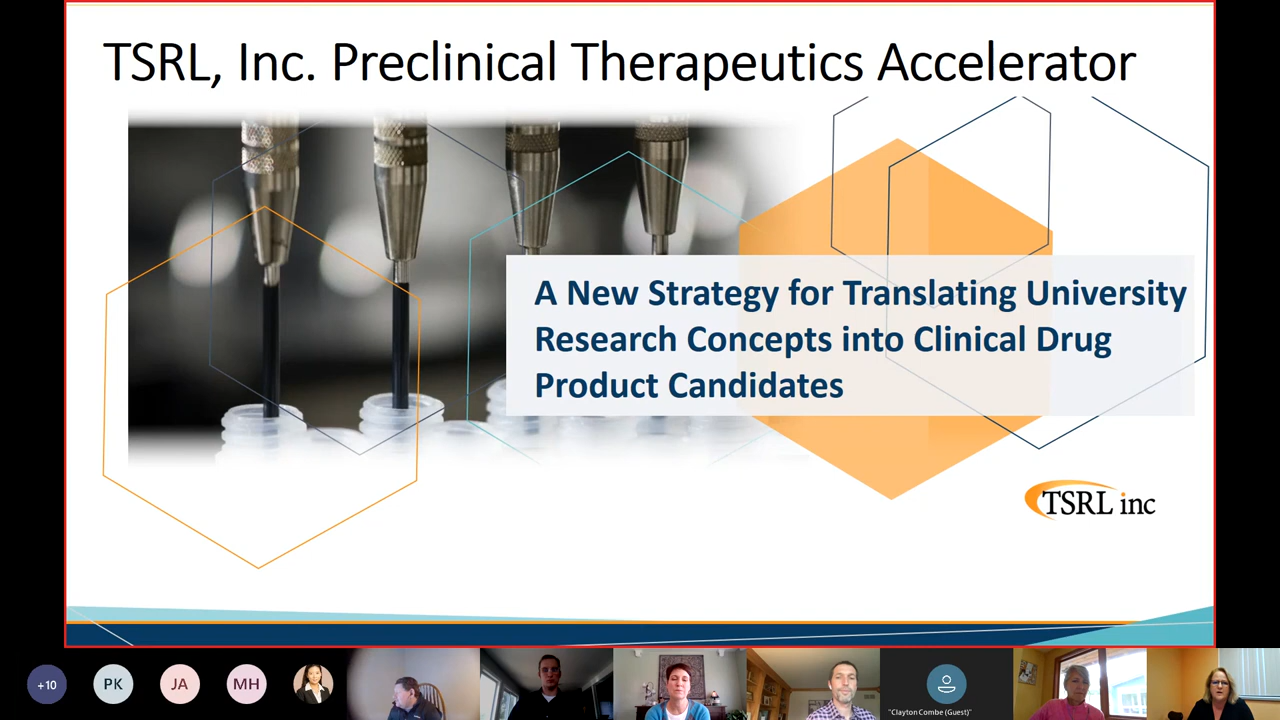 TSRL, Inc. Preclinical Therapeutics Accelerator
A New Strategy for Translating University
Research Concepts into Clinical Drug
Product Candidates
TSRL inc
+10
PK
JA
MH
"Clayton Combe (Guest)"